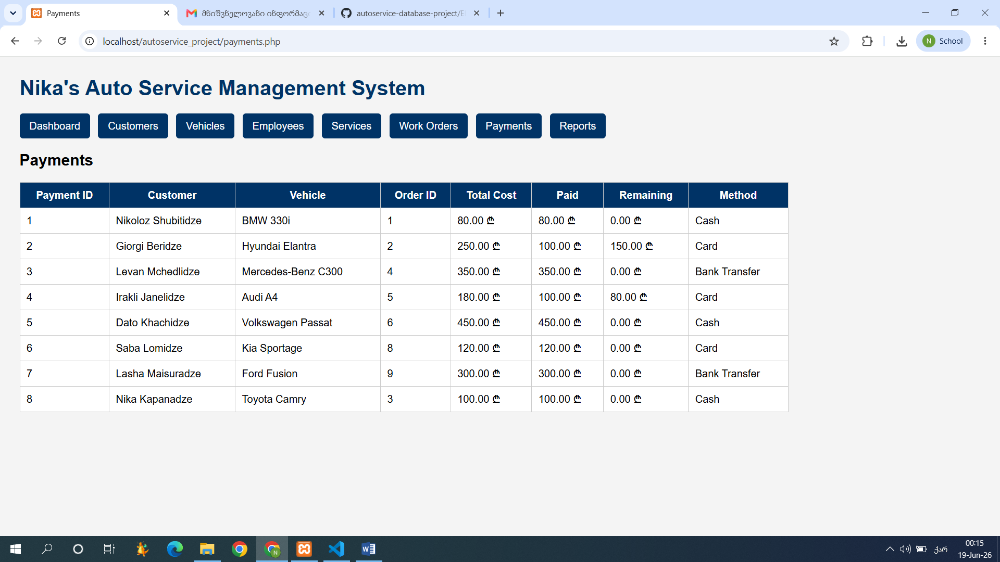 Payments
მნიშვნელოვანი ინფორმაცი
autoservice-database-project/E
localhost/autoservice_project/payments.php
N School
Nika's Auto Service Management System
Dashboard Customers Vehicles Employees Services Work Orders Payments Reports
Payments
Payment ID Customer Vehicle Order ID Total Cost Paid Remaining Method
1 Nikoloz Shubitidze BMW 330i 1 80.00 ₾ 80.00 ₾ 0.00 ₾ Cash
2 Giorgi Beridze Hyundai Elantra 2 250.00 ₾ 100.00 ₾ 150.00 ₾ Card
3 Levan Mchedlidze Mercedes-Benz C300 4 350.00 ₾ 350.00 ₾ 0.00 ₾ Bank Transfer
4 Irakli Janelidze Audi A4 5 180.00 ₾ 100.00 ₾ 80.00 ₾ Card
5 Dato Khachidze Volkswagen Passat 6 450.00 ₾ 450.00 ₾ 0.00 ₾ Cash
6 Saba Lomidze Kia Sportage 8 120.00 ₾ 120.00 ₾ 0.00 ₾ Card
7 Lasha Maisuradze Ford Fusion 9 300.00 ₾ 300.00 ₾ 0.00 ₾ Bank Transfer
8 Nika Kapanadze Toyota Camry 3 100.00 ₾ 100.00 ₾ 0.00 ₾ Cash
ქარ
00:15
19-Jun-26